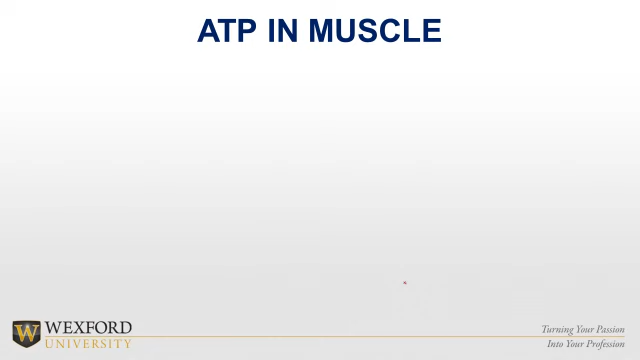 ATP IN MUSCLE
WEXFORD
UNIVERSITY
Turning Your Passion
Into Your Profession